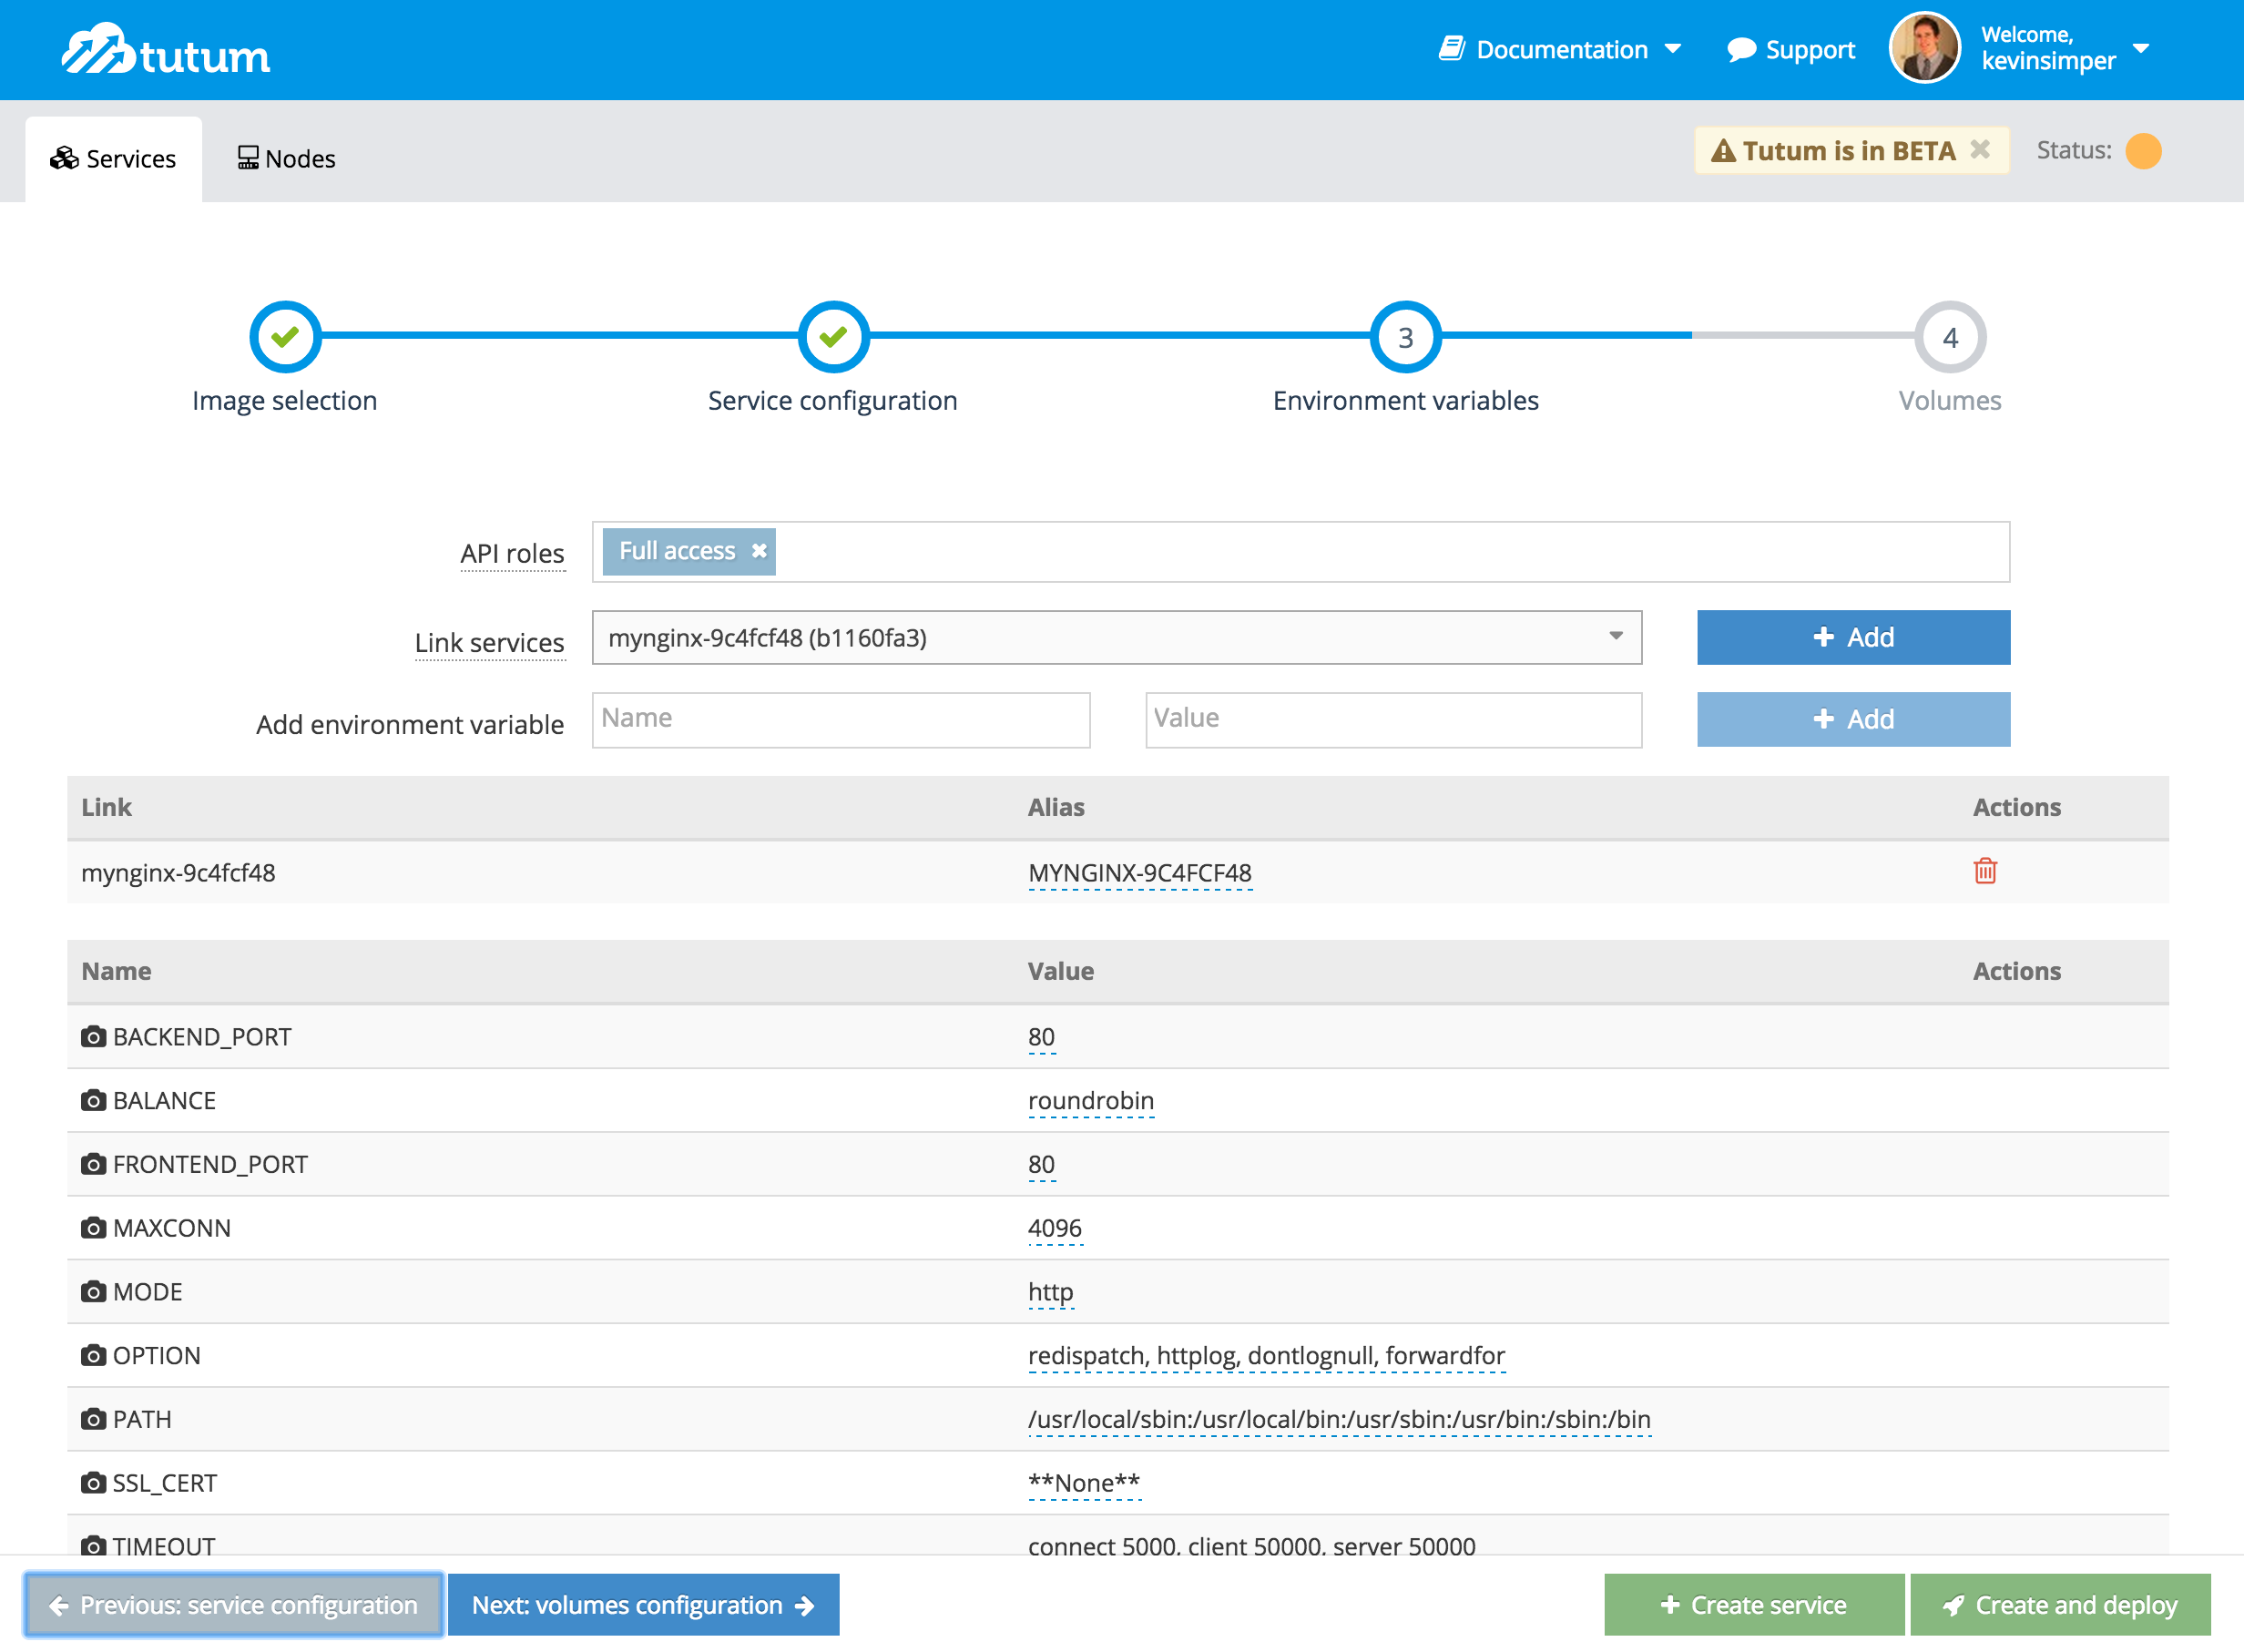 tutum
Documentation
Support
Welcome,
kevinsimper
Services
Nodes
Tutum is in BETA
Status:
3
4
Image selection
Service configuration
Environment variables
Volumes
API roles
Full access
Link services
mynginx-9c4fcf48 (b1160fa3)
Add
Add environment variable
Name
Value
Add
Link Alias Actions
mynginx-9c4fcf48 MYNGINX-9C4FCF48
Name Value Actions
BACKEND_PORT 80
BALANCE roundrobin
FRONTEND_PORT 80
MAXCONN 4096
MODE http
OPTION redispatch, httplog, dontlognull, forwardfor
PATH /usr/local/sbin:/usr/local/bin:/usr/sbin:/usr/bin:/sbin:/bin
SSL_CERT **None**
TIMEOUT connect 5000, client 50000, server 50000
Previous: service configuration
Next: volumes configuration
Create service
Create and deploy